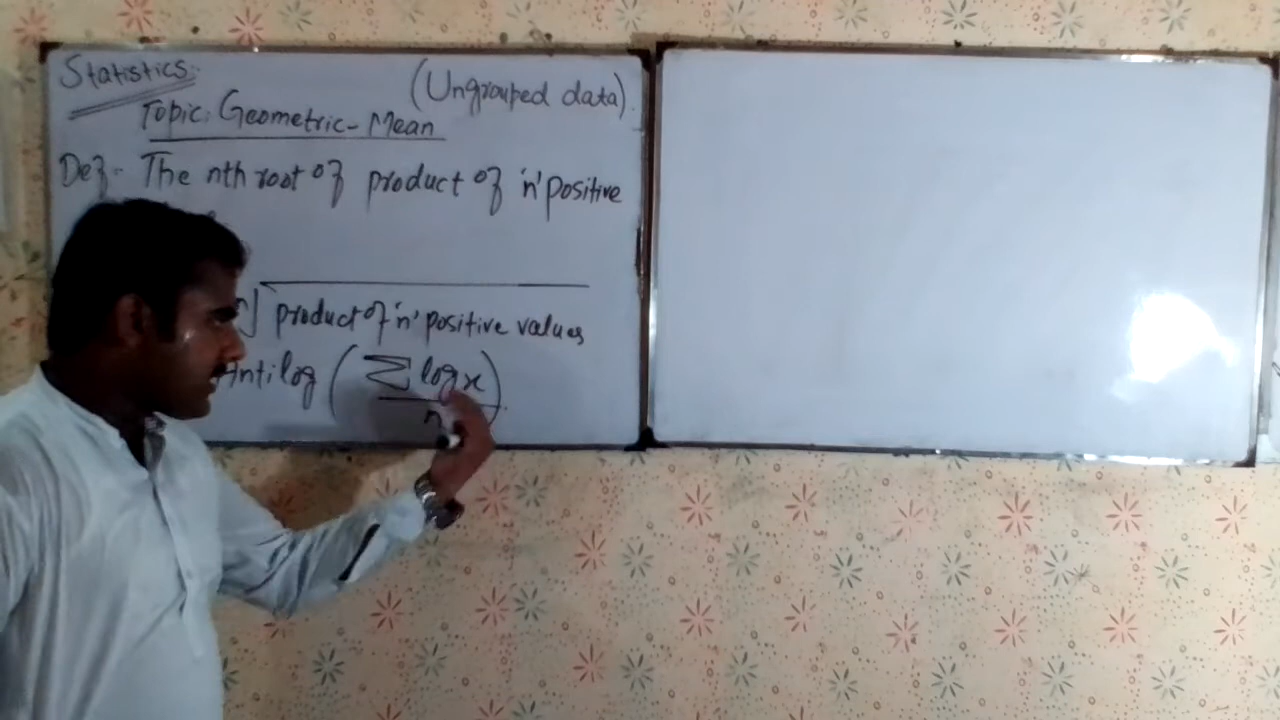 Statistics:
(Ungrouped data).
Topic: Geometric-Mean
Def:- The nth root of product of 'n' positive
√ product of 'n' positive values
Antilog (∑ log x / n)